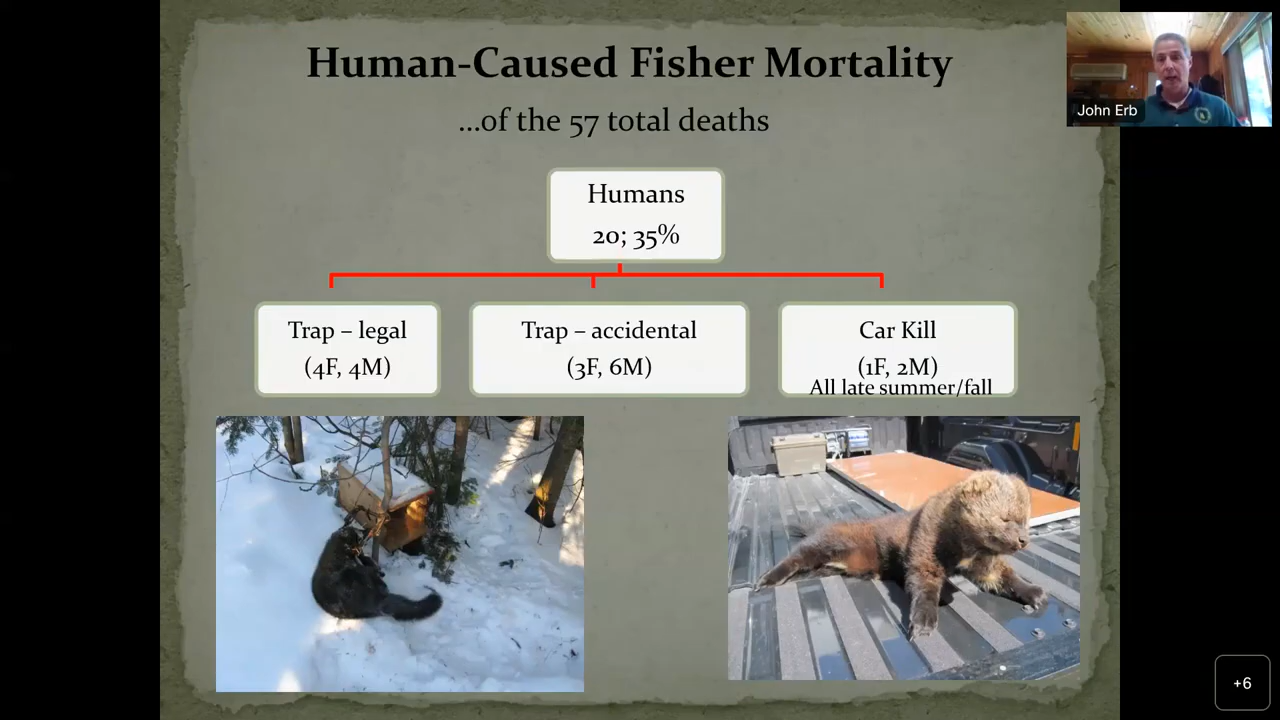 Human-Caused Fisher Mortality
...of the 57 total deaths
Humans
20; 35%
Trap – legal
(4F, 4M)
Trap – accidental
(3F, 6M)
Car Kill
(1F, 2M)
All late summer/fall
John Erb
+6